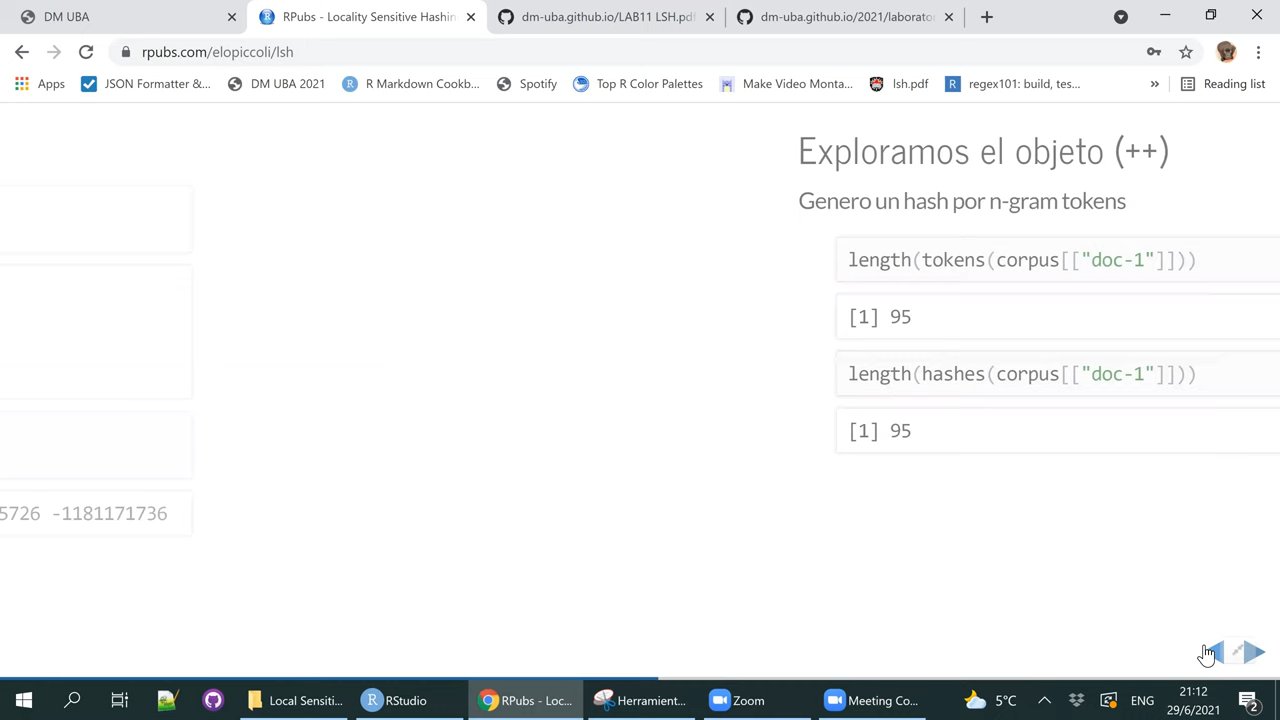 DM UBA
RPubs - Locality Sensitive Hashin
dm-uba.github.io/LAB11 LSH.pdf
dm-uba.github.io/2021/laborato
rpubs.com/elopiccoli/lsh
Apps
JSON Formatter &...
DM UBA 2021
R Markdown Cookb...
Spotify
Top R Color Palettes
Make Video Monta...
lsh.pdf
regex101: build, tes...
»
Reading list
Exploramos el objeto (++)
Genero un hash por n-gram tokens
length(tokens(corpus[["doc-1"]]))
[1] 95
length(hashes(corpus[["doc-1"]]))
[1] 95
5726 -1181171736
Local Sensiti...
RStudio
RPubs - Loc...
Herramient...
Zoom
Meeting Co...
5°C
ENG
21:12
29/6/2021
2